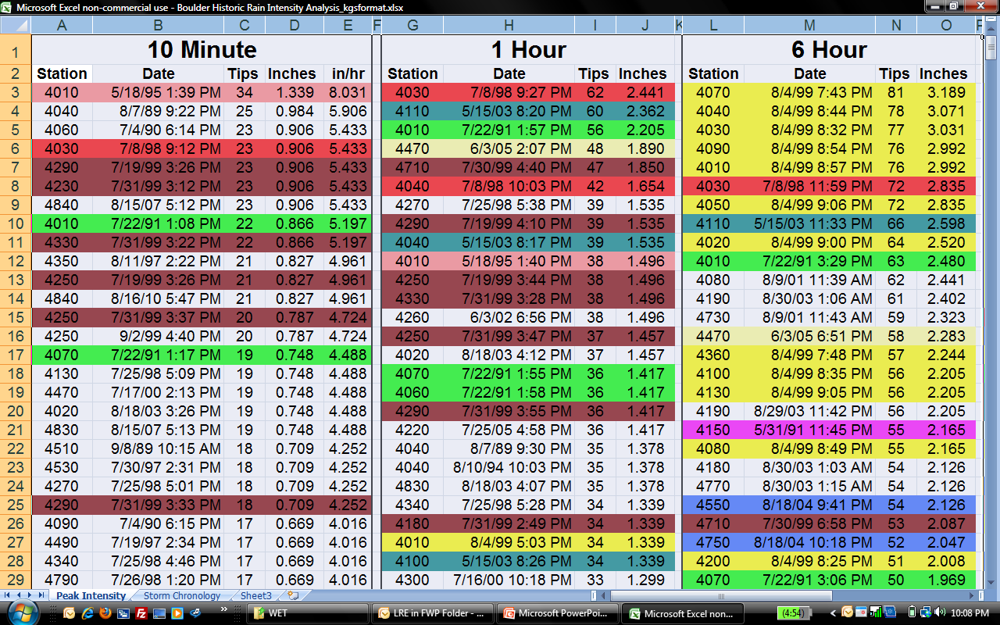 Microsoft Excel non-commercial use - Boulder Historic Rain Intensity Analysis_kgsformat.xlsx
A B C D E F G H I J K L M N O P
1 10 Minute 1 Hour 6 Hour
2 Station Date Tips Inches in/hr Station Date Tips Inches Station Date Tips Inches
3 4010 5/18/95 1:39 PM 34 1.339 8.031 4030 7/8/98 9:27 PM 62 2.441 4070 8/4/99 7:43 PM 81 3.189
4 4040 8/7/89 9:22 PM 25 0.984 5.906 4110 5/15/03 8:20 PM 60 2.362 4040 8/4/99 8:44 PM 78 3.071
5 4060 7/4/90 6:14 PM 23 0.906 5.433 4010 7/22/91 1:57 PM 56 2.205 4030 8/4/99 8:32 PM 77 3.031
6 4030 7/8/98 9:12 PM 23 0.906 5.433 4470 6/3/05 2:07 PM 48 1.890 4090 8/4/99 8:54 PM 76 2.992
7 4290 7/19/99 3:26 PM 23 0.906 5.433 4710 7/30/99 4:40 PM 47 1.850 4010 8/4/99 8:57 PM 76 2.992
8 4230 7/31/99 3:12 PM 23 0.906 5.433 4040 7/8/98 10:03 PM 42 1.654 4030 7/8/98 11:59 PM 72 2.835
9 4840 8/15/07 5:12 PM 23 0.906 5.433 4270 7/25/98 5:38 PM 39 1.535 4050 8/4/99 9:06 PM 72 2.835
10 4010 7/22/91 1:08 PM 22 0.866 5.197 4290 7/19/99 4:10 PM 39 1.535 4110 5/15/03 11:33 PM 66 2.598
11 4330 7/31/99 3:22 PM 22 0.866 5.197 4040 5/15/03 8:17 PM 39 1.535 4020 8/4/99 9:00 PM 64 2.520
12 4350 8/11/97 2:22 PM 21 0.827 4.961 4010 5/18/95 1:40 PM 38 1.496 4010 7/22/91 3:29 PM 63 2.480
13 4250 7/19/99 3:26 PM 21 0.827 4.961 4250 7/19/99 3:44 PM 38 1.496 4080 8/9/01 11:39 AM 62 2.441
14 4840 8/16/10 5:47 PM 21 0.827 4.961 4330 7/31/99 3:28 PM 38 1.496 4190 8/30/03 1:06 AM 61 2.402
15 4250 7/31/99 3:37 PM 20 0.787 4.724 4260 6/3/02 6:56 PM 38 1.496 4730 8/9/01 11:43 AM 59 2.323
16 4250 9/2/99 4:40 PM 20 0.787 4.724 4250 7/31/99 3:47 PM 37 1.457 4470 6/3/05 6:51 PM 58 2.283
17 4070 7/22/91 1:17 PM 19 0.748 4.488 4020 8/18/03 4:12 PM 37 1.457 4360 8/4/99 7:48 PM 57 2.244
18 4130 7/25/98 5:09 PM 19 0.748 4.488 4070 7/22/91 1:55 PM 36 1.417 4100 8/4/99 8:35 PM 56 2.205
19 4470 7/17/00 2:13 PM 19 0.748 4.488 4060 7/22/91 1:58 PM 36 1.417 4130 8/4/99 9:05 PM 56 2.205
20 4020 8/18/03 3:26 PM 19 0.748 4.488 4290 7/31/99 3:55 PM 36 1.417 4190 8/29/03 11:42 PM 56 2.205
21 4830 8/15/07 5:13 PM 19 0.748 4.488 4220 7/25/05 4:58 PM 36 1.417 4150 5/31/91 11:45 PM 55 2.165
22 4510 9/8/89 10:15 AM 18 0.709 4.252 4040 8/7/89 9:30 PM 35 1.378 4080 8/4/99 8:49 PM 55 2.165
23 4530 7/30/97 2:31 PM 18 0.709 4.252 4040 8/10/94 10:03 PM 35 1.378 4180 8/30/03 1:03 AM 54 2.126
24 4270 7/25/98 5:01 PM 18 0.709 4.252 4830 8/18/03 4:07 PM 35 1.378 4770 8/30/03 1:15 AM 54 2.126
25 4290 7/31/99 3:33 PM 18 0.709 4.252 4340 7/25/98 5:28 PM 34 1.339 4550 8/18/04 9:41 PM 54 2.126
26 4090 7/4/90 6:15 PM 17 0.669 4.016 4180 7/31/99 2:49 PM 34 1.339 4710 7/30/99 6:58 PM 53 2.087
27 4490 7/19/97 2:34 PM 17 0.669 4.016 4010 8/4/99 5:03 PM 34 1.339 4750 8/18/04 10:18 PM 52 2.047
28 4340 7/25/98 4:46 PM 17 0.669 4.016 4100 5/15/03 8:26 PM 34 1.339 4200 8/4/99 8:25 PM 51 2.008
29 4790 7/26/98 1:20 PM 17 0.669 4.016 4300 7/16/00 10:18 PM 33 1.299 4070 7/22/91 3:06 PM 50 1.969
Peak Intensity Storm Chronology Sheet3
» WET LRE in FWP Folder - ... Microsoft PowerPoi... Microsoft Excel non... (4:54) 10:08 PM